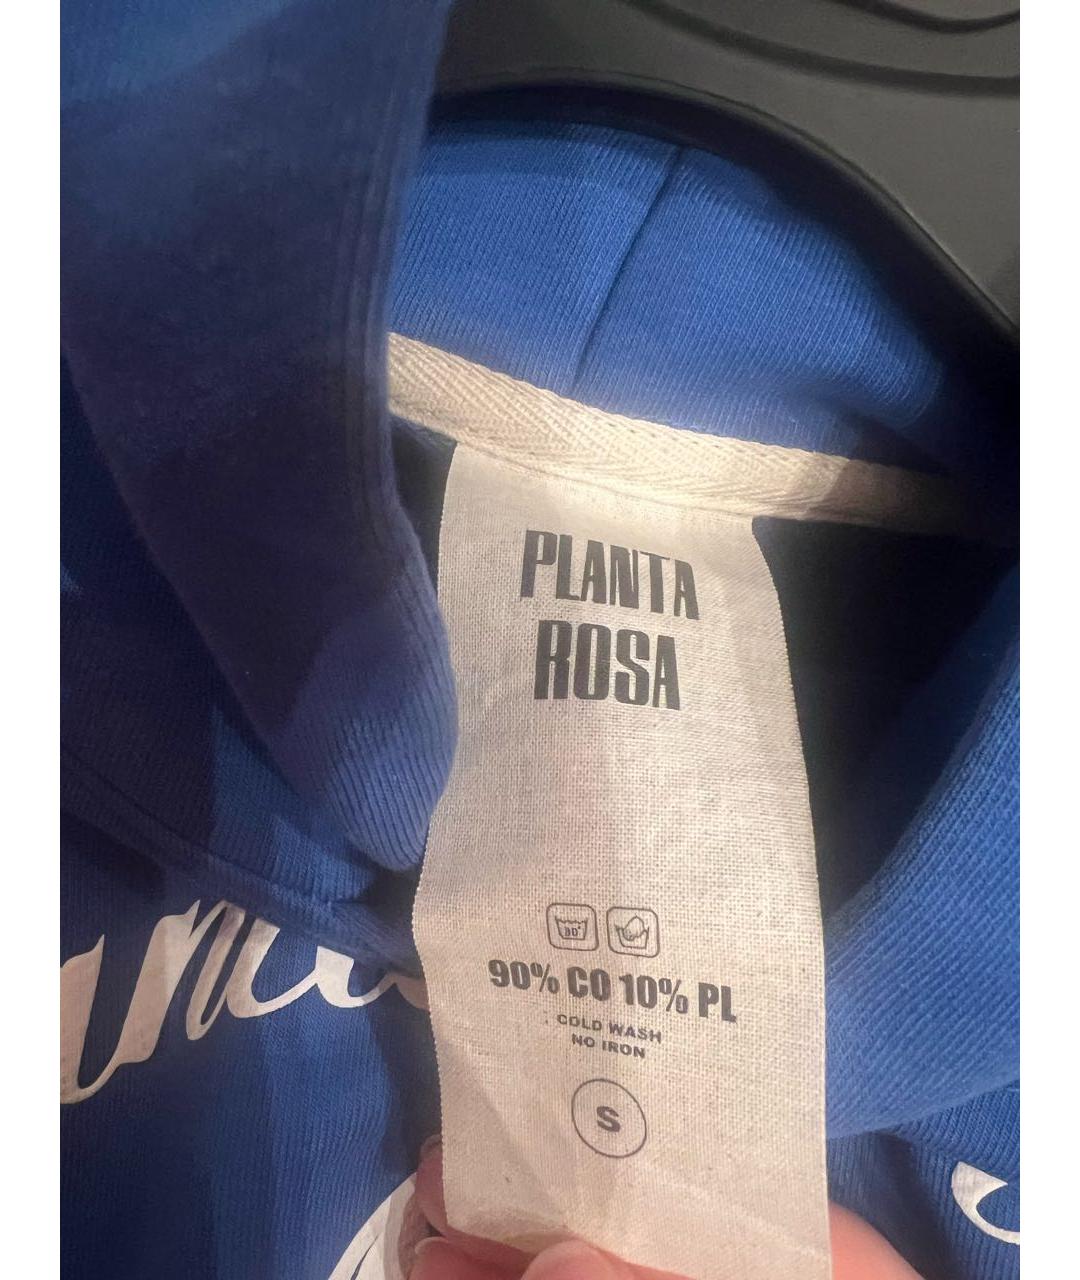 PLANTA
ROSA
30°
90% CO 10% PL
COLD WASH
NO IRON
S